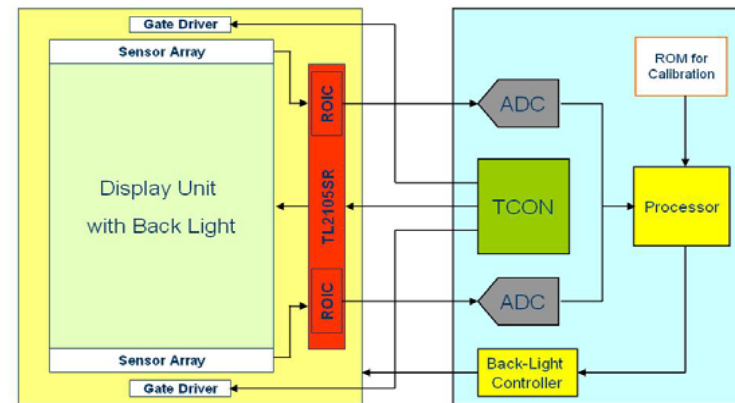 Gate Driver
Sensor Array
ROIC
ADC
ROM for
Calibration
Display Unit
with Back Light
TL2105SR
TCON
Processor
ROIC
ADC
Sensor Array
Gate Driver
Back-Light
Controller